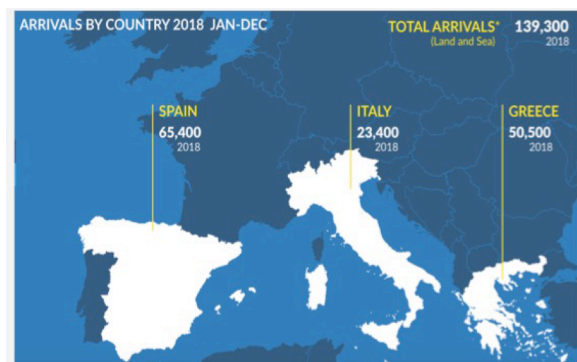 ARRIVALS BY COUNTRY 2018 JAN-DEC
TOTAL ARRIVALS* 139,300
(Land and Sea) 2018
SPAIN
65,400
2018
ITALY
23,400
2018
GREECE
50,500
2018